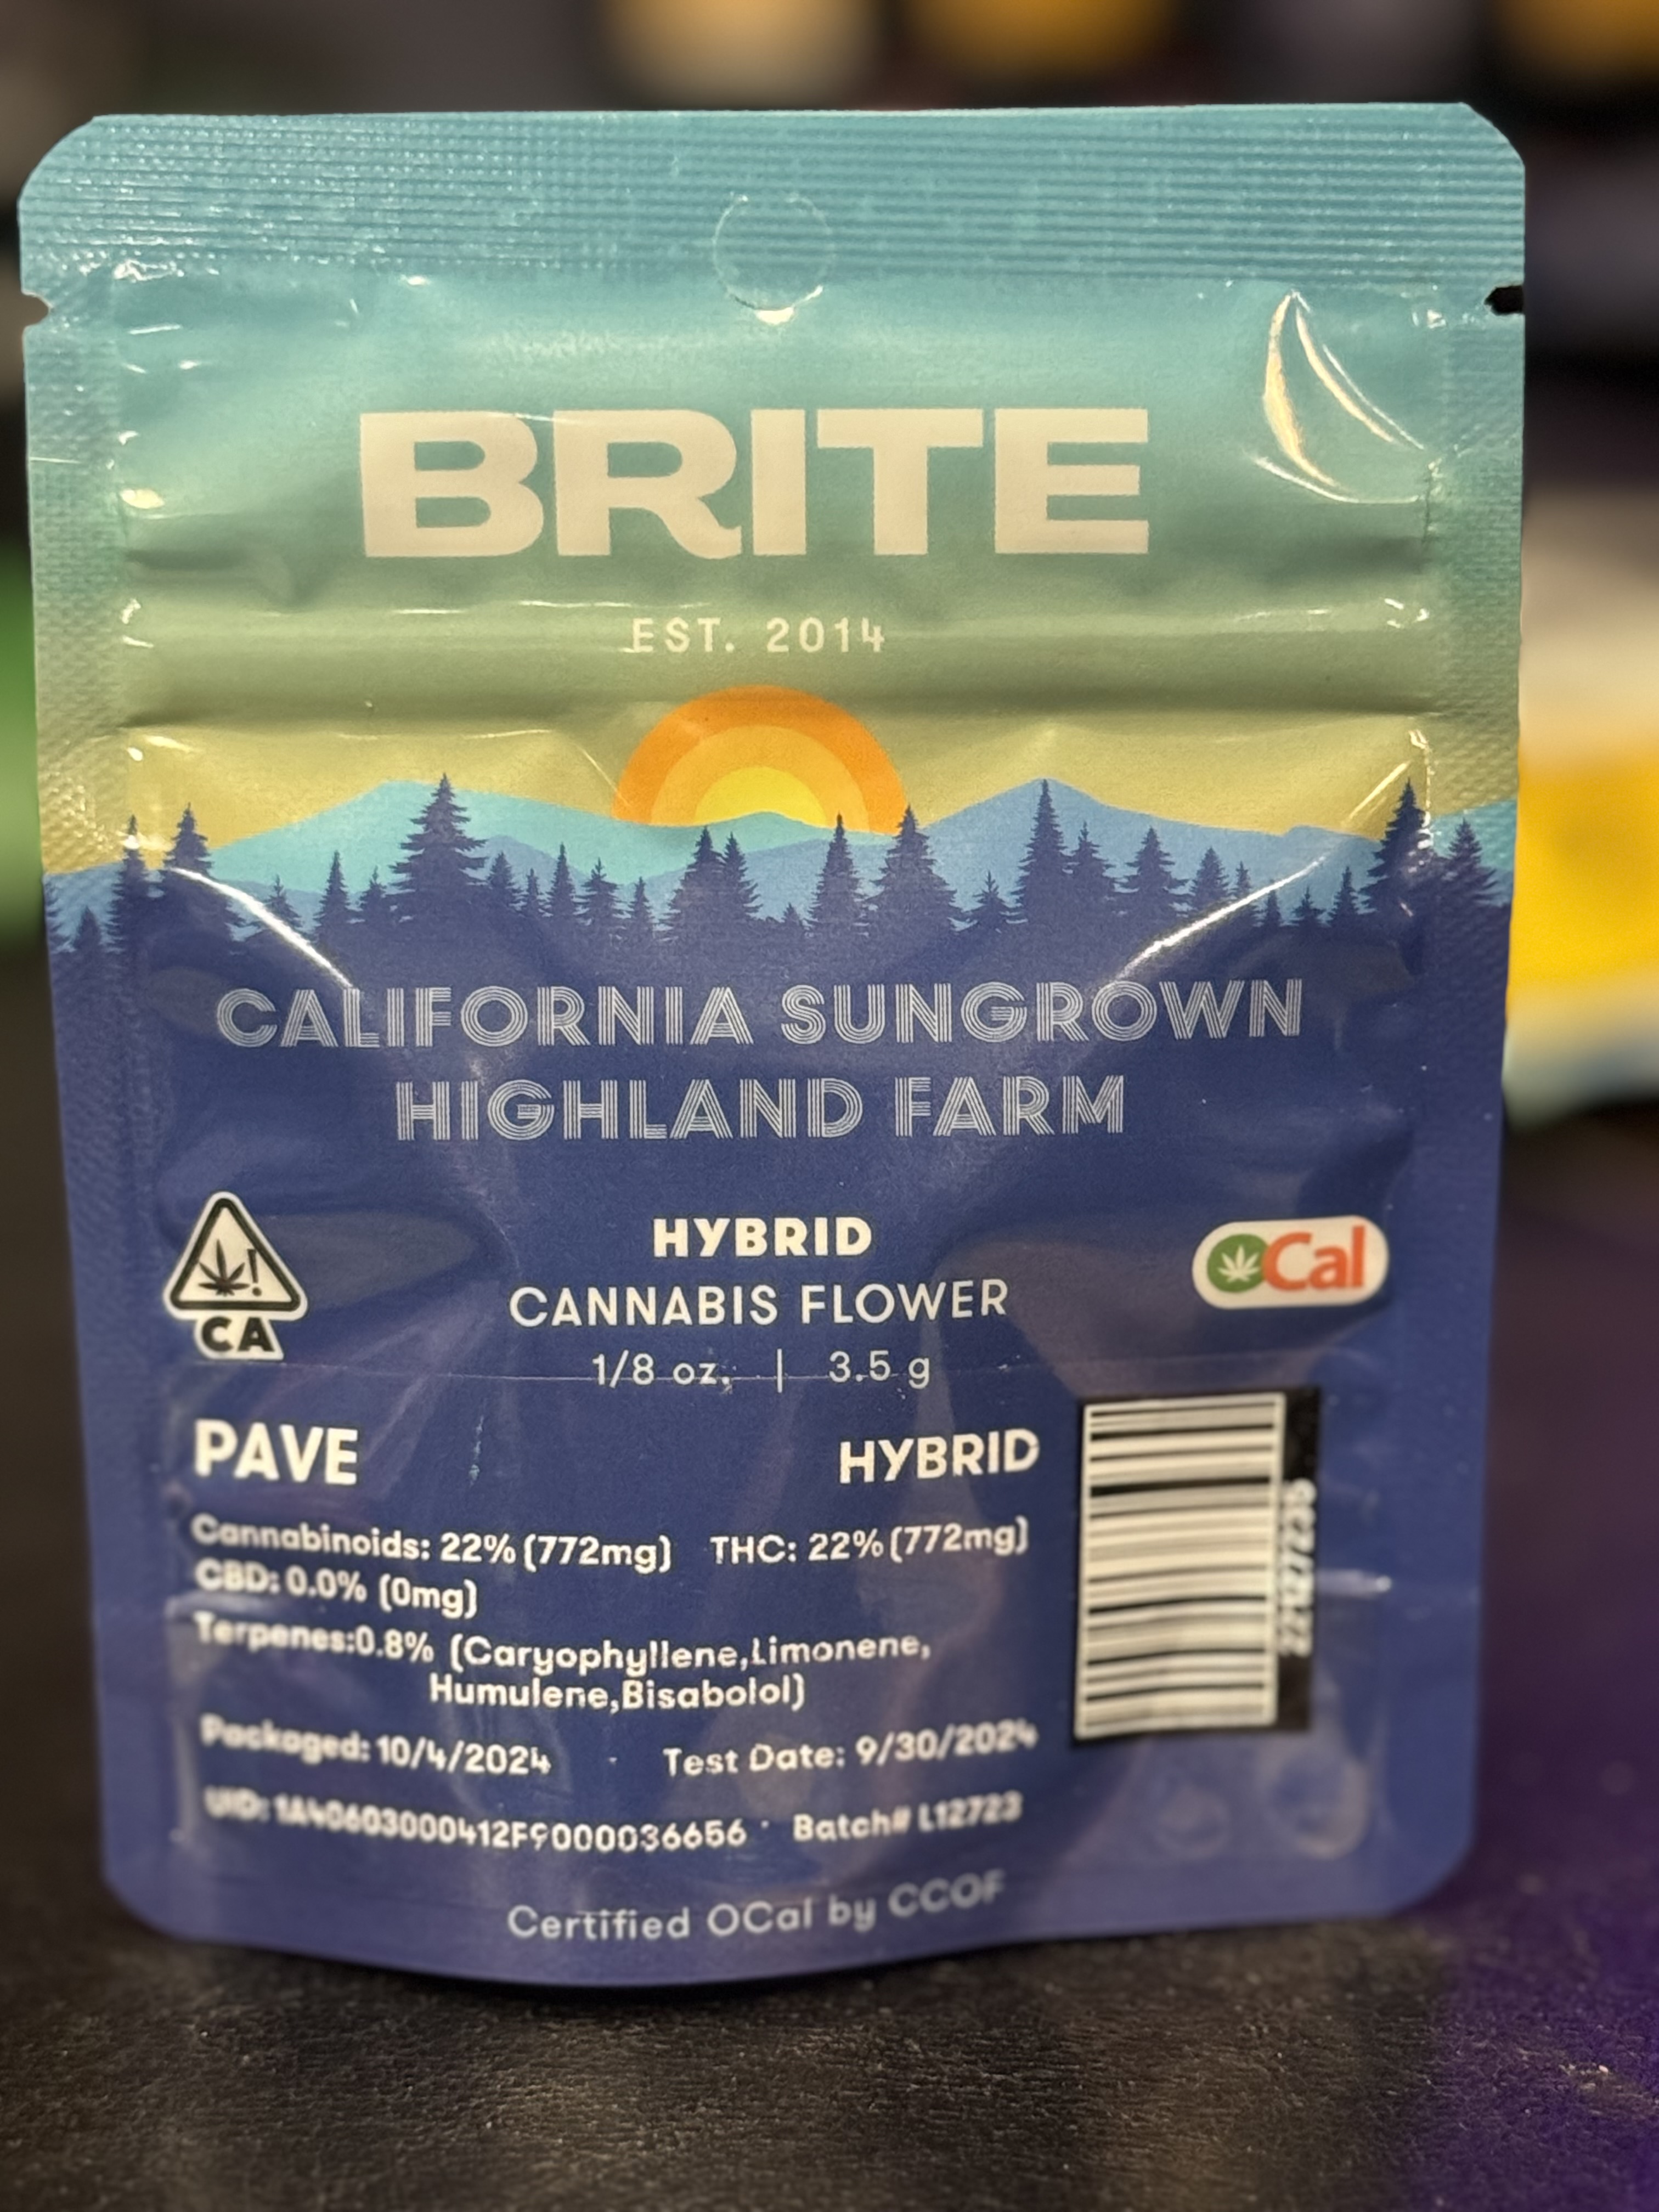 BRITE
EST. 2014
CALIFORNIA SUNGROWN
HIGHLAND FARM
HYBRID
CANNABIS FLOWER
1/8 oz. | 3.5 g
CA
OCal
PAVE HYBRID
Cannabinoids: 22% (772mg) THC: 22% (772mg)
CBD: 0.0% (0mg)
Terpenes:0.8% (Caryophyllene,Limonene,
Humulene,Bisabolol)
Packaged: 10/4/2024 · Test Date: 9/30/2024
UID: 1A40603000412F9000036656 · Batch# L12723
Certified OCal by CCOF